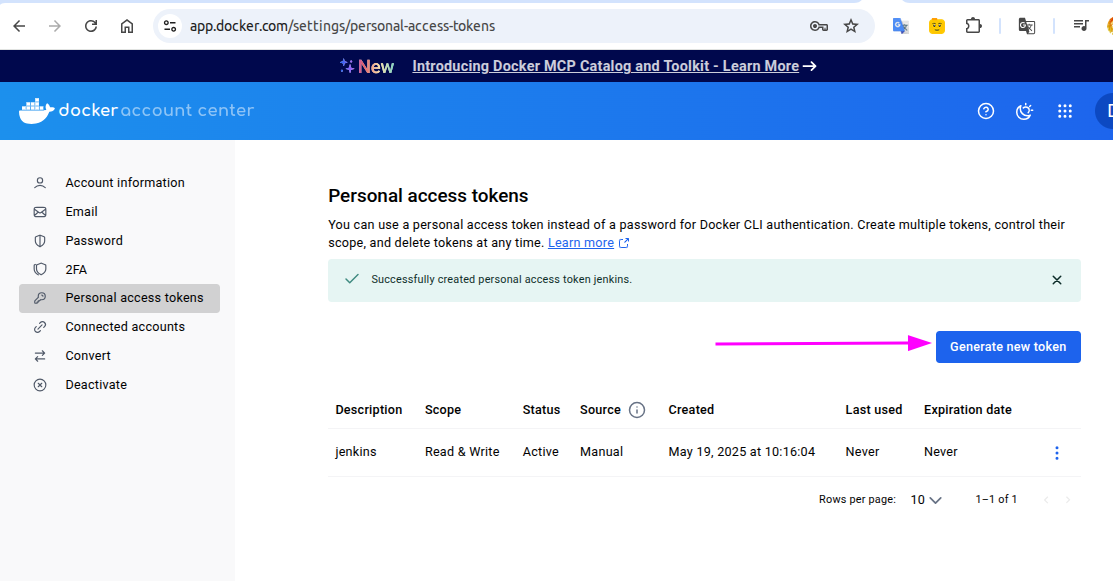 app.docker.com/settings/personal-access-tokens
New Introducing Docker MCP Catalog and Toolkit - Learn More
docker account center
Account information
Email
Password
2FA
Personal access tokens
Connected accounts
Convert
Deactivate
Personal access tokens
You can use a personal access token instead of a password for Docker CLI authentication. Create multiple tokens, control their
scope, and delete tokens at any time. Learn more
Successfully created personal access token jenkins.
Generate new token
Description Scope Status Source Created Last used Expiration date
jenkins Read & Write Active Manual May 19, 2025 at 10:16:04 Never Never
Rows per page: 10 1–1 of 1